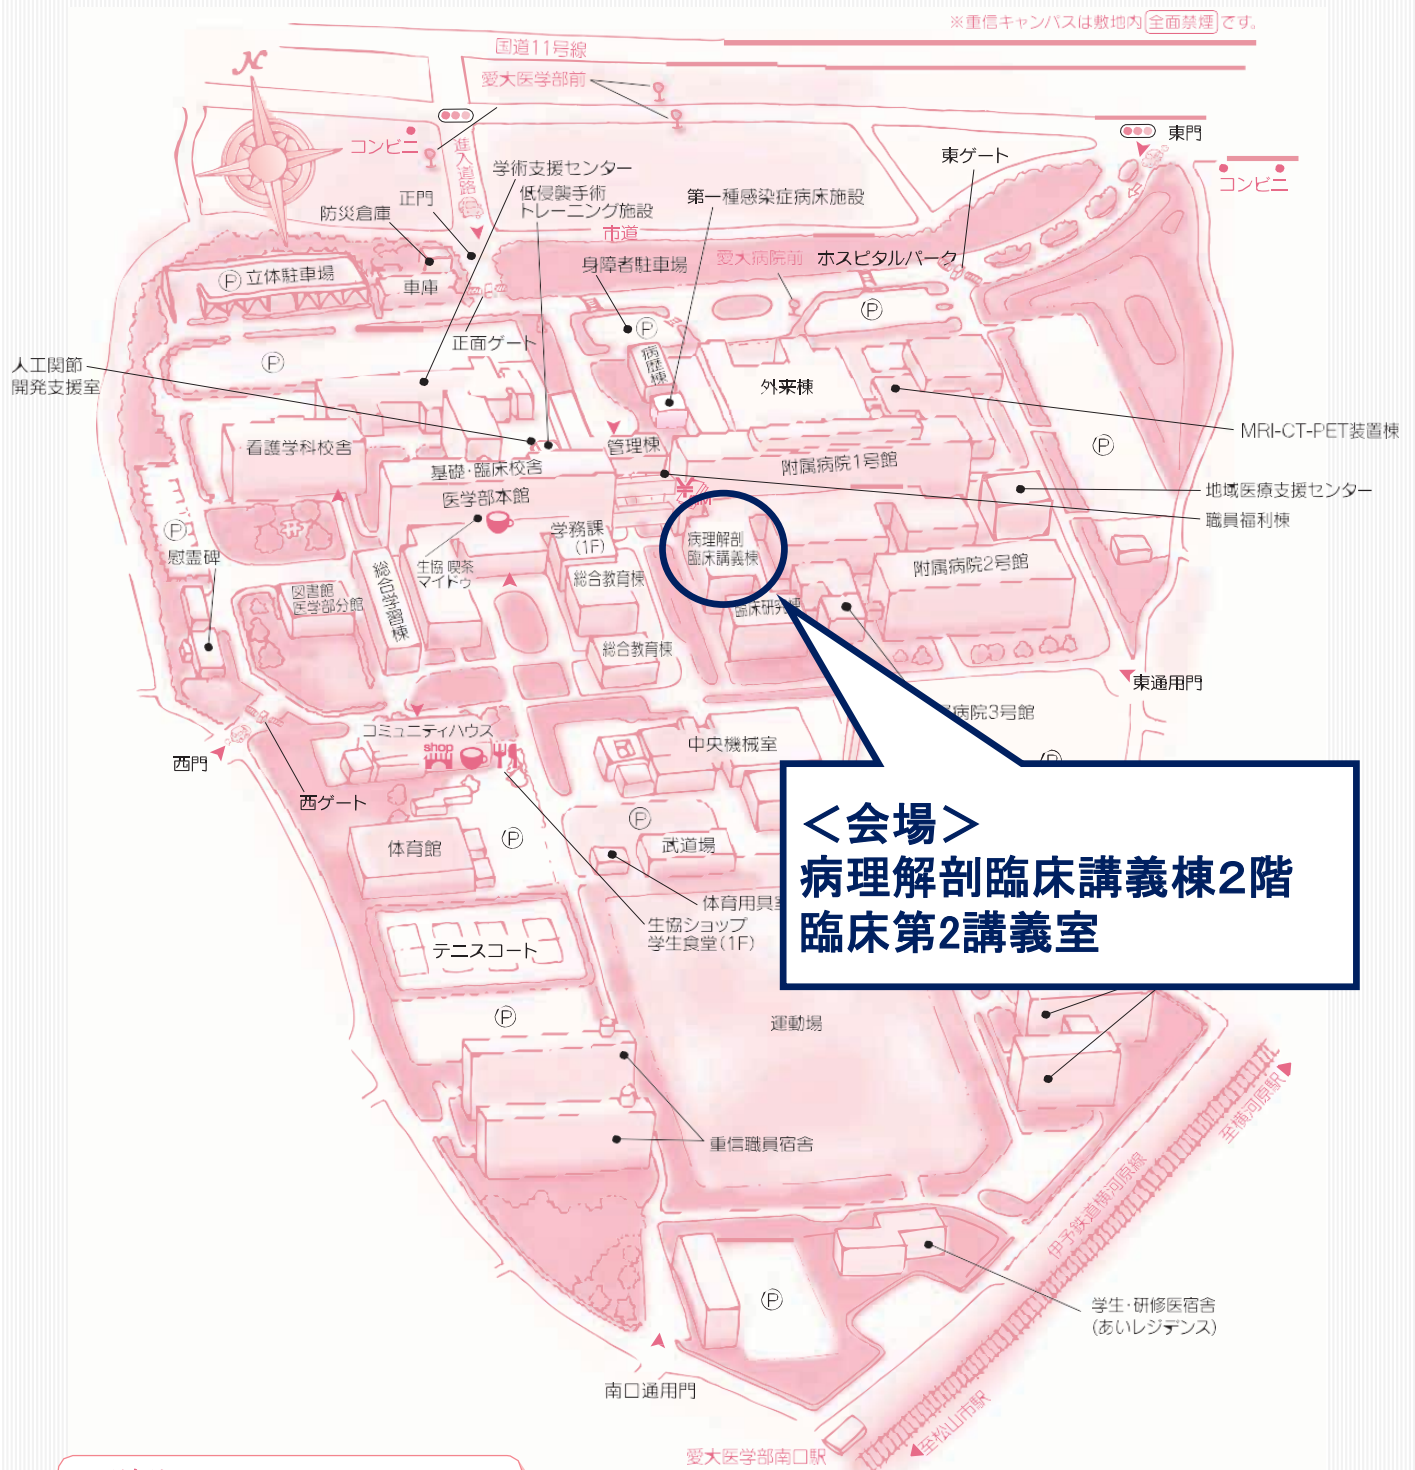 ※重信キャンパスは敷地内全面禁煙です。
国道11号線
愛大医学部前
N
コンビニ
進入道路
東門
コンビニ
東ゲート
学術支援センター
低侵襲手術
トレーニング施設
第一種感染症病床施設
正門
防災倉庫
市道
愛大病院前
ホスピタルパーク
身障者駐車場
P 立体駐車場
車庫
P
P
正面ゲート
P
病歴棟
人工関節
開発支援室
外来棟
MRI-CT-PET装置棟
看護学科校舎
管理棟
P
基礎・臨床校舎
附属病院1号館
医学部本館
地域医療支援センター
職員福利棟
P
学務課
(1F)
病理解剖
臨床講義棟
慰霊碑
生協 喫茶
マイドゥ
附属病院2号館
総合学習棟
総合教育棟
図書館
医学部分館
臨床研究棟
総合教育棟
東通用門
病院3号館
コミュニティハウス
shop
中央機械室
西門
西ゲート
P
<会場>
病理解剖臨床講義棟2階
臨床第2講義室
P
P
体育館
武道場
体育用具室
生協ショップ
学生食堂(1F)
テニスコート
P
運動場
重信職員宿舎
至横河原駅
伊予鉄道横河原線
P
学生・研修医宿舎
(あいレジデンス)
南口通用門
至松山市駅
愛大医学部南口駅